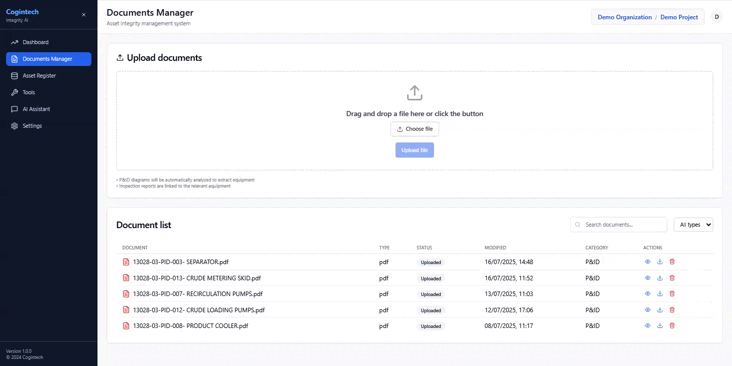 Cogintech
Integrity AI
Dashboard
Documents Manager
Asset Register
Tools
AI Assistant
Settings
Version 1.0.0
© 2024 Cogintech
Documents Manager
Asset integrity management system
Demo Organization / Demo Project
D
Upload documents
Drag and drop a file here or click the button
Choose file
Upload file
• P&ID diagrams will be automatically analyzed to extract equipment
• Inspection reports are linked to the relevant equipment
Document list
Search documents...
All types
DOCUMENT TYPE STATUS MODIFIED CATEGORY ACTIONS
13028-03-PID-003- SEPARATOR.pdf pdf Uploaded 16/07/2025, 14:48 P&ID
13028-03-PID-013- CRUDE METERING SKID.pdf pdf Uploaded 16/07/2025, 11:52 P&ID
13028-03-PID-007- RECIRCULATION PUMPS.pdf pdf Uploaded 13/07/2025, 11:03 P&ID
13028-03-PID-012- CRUDE LOADING PUMPS.pdf pdf Uploaded 12/07/2025, 17:06 P&ID
13028-03-PID-008- PRODUCT COOLER.pdf pdf Uploaded 08/07/2025, 11:17 P&ID